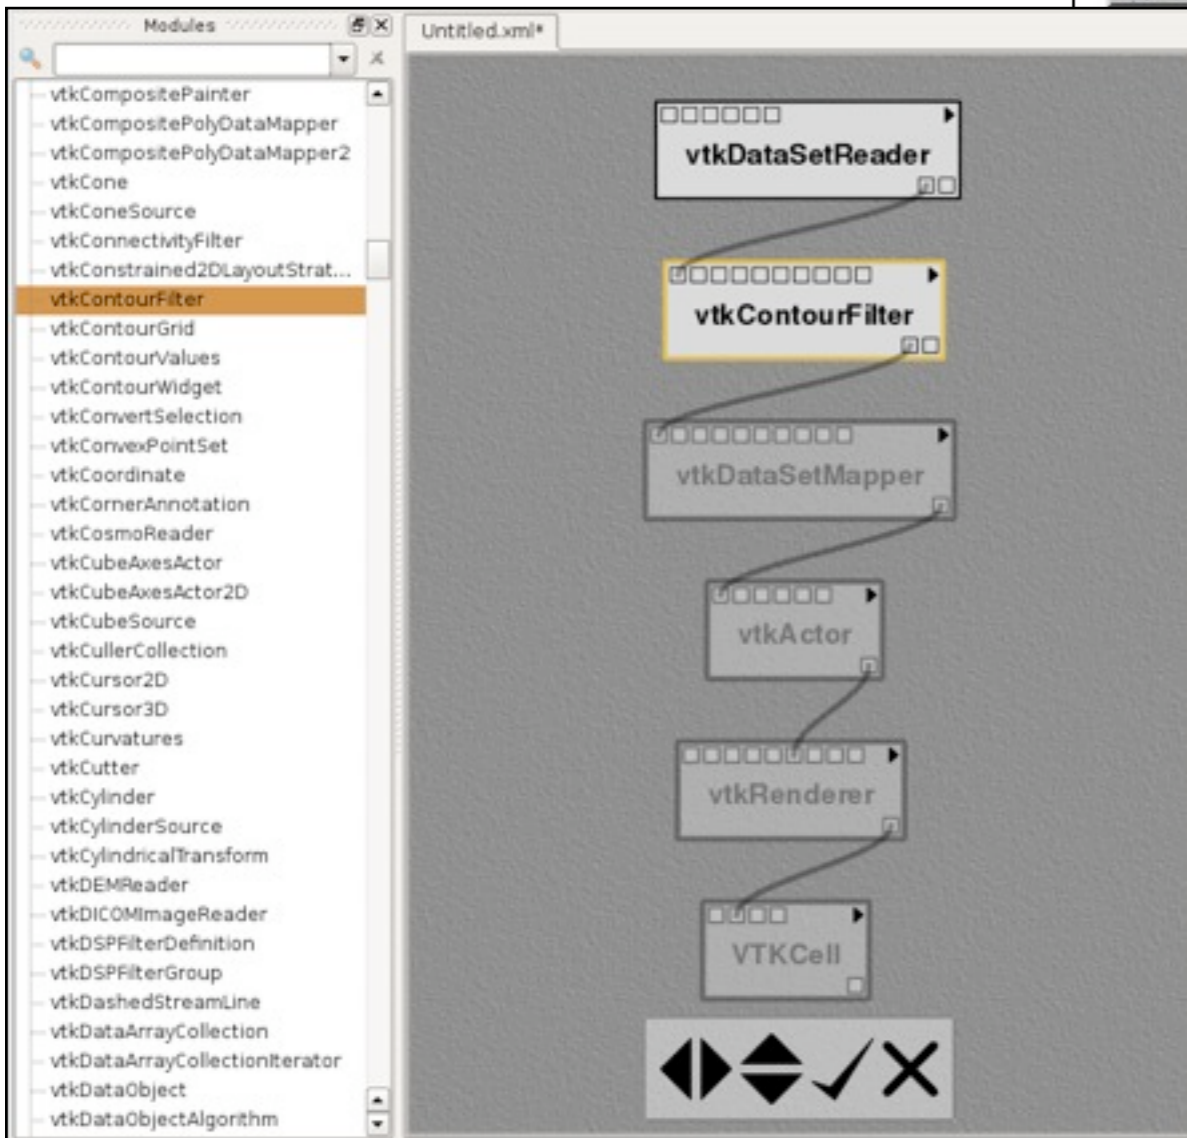 Modules
vtkCompositePainter
vtkCompositePolyDataMapper
vtkCompositePolyDataMapper2
vtkCone
vtkConeSource
vtkConnectivityFilter
vtkConstrained2DLayoutStrat...
vtkContourFilter
vtkContourGrid
vtkContourValues
vtkContourWidget
vtkConvertSelection
vtkConvexPointSet
vtkCoordinate
vtkCornerAnnotation
vtkCosmoReader
vtkCubeAxesActor
vtkCubeAxesActor2D
vtkCubeSource
vtkCullerCollection
vtkCursor2D
vtkCursor3D
vtkCurvatures
vtkCutter
vtkCylinder
vtkCylinderSource
vtkCylindricalTransform
vtkDEMReader
vtkDICOMImageReader
vtkDSPFilterDefinition
vtkDSPFilterGroup
vtkDashedStreamLine
vtkDataArrayCollection
vtkDataArrayCollectionIterator
vtkDataObject
vtkDataObjectAlgorithm
Untitled.xml*
vtkDataSetReader
vtkContourFilter
vtkDataSetMapper
vtkActor
vtkRenderer
VTKCell